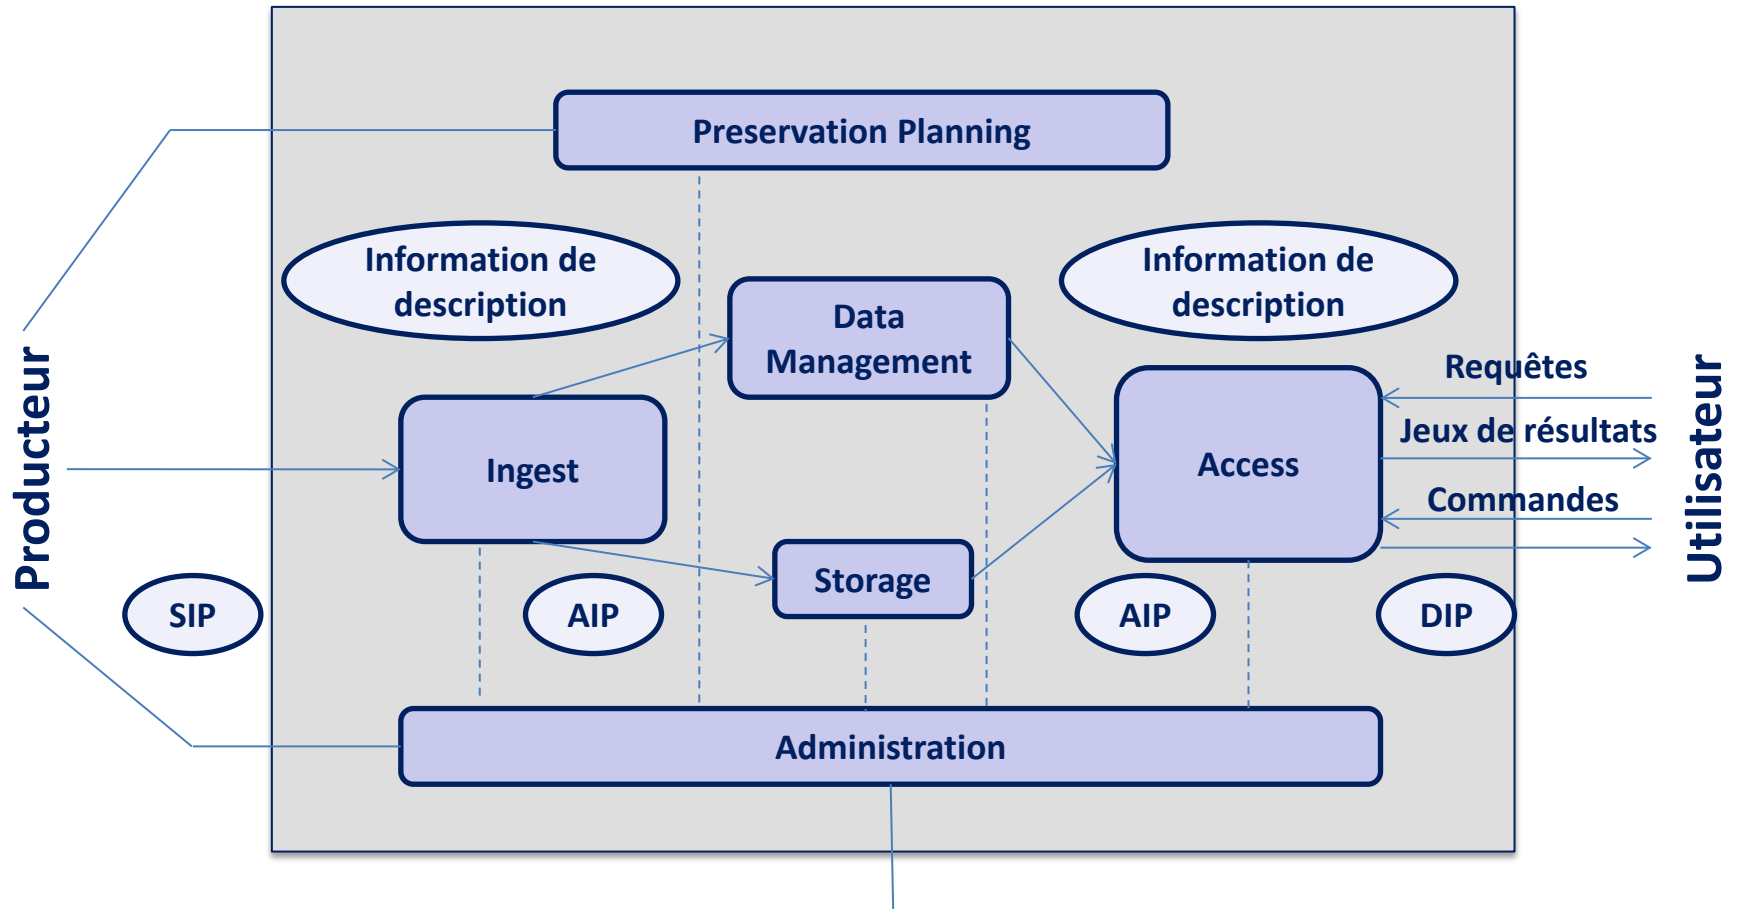 Preservation Planning
Information de
description
Information de
description
Data
Management
Producteur
Requêtes
Jeux de résultats
Commandes
Utilisateur
Ingest
Access
Storage
SIP
AIP
AIP
DIP
Administration